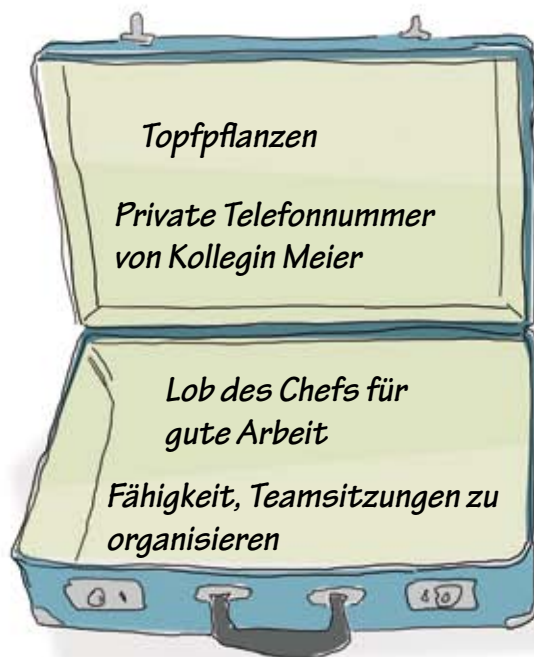 Topfpflanzen
Private Telefonnummer
von Kollegin Meier
Lob des Chefs für
gute Arbeit
Fähigkeit, Teamsitzungen zu
organisieren